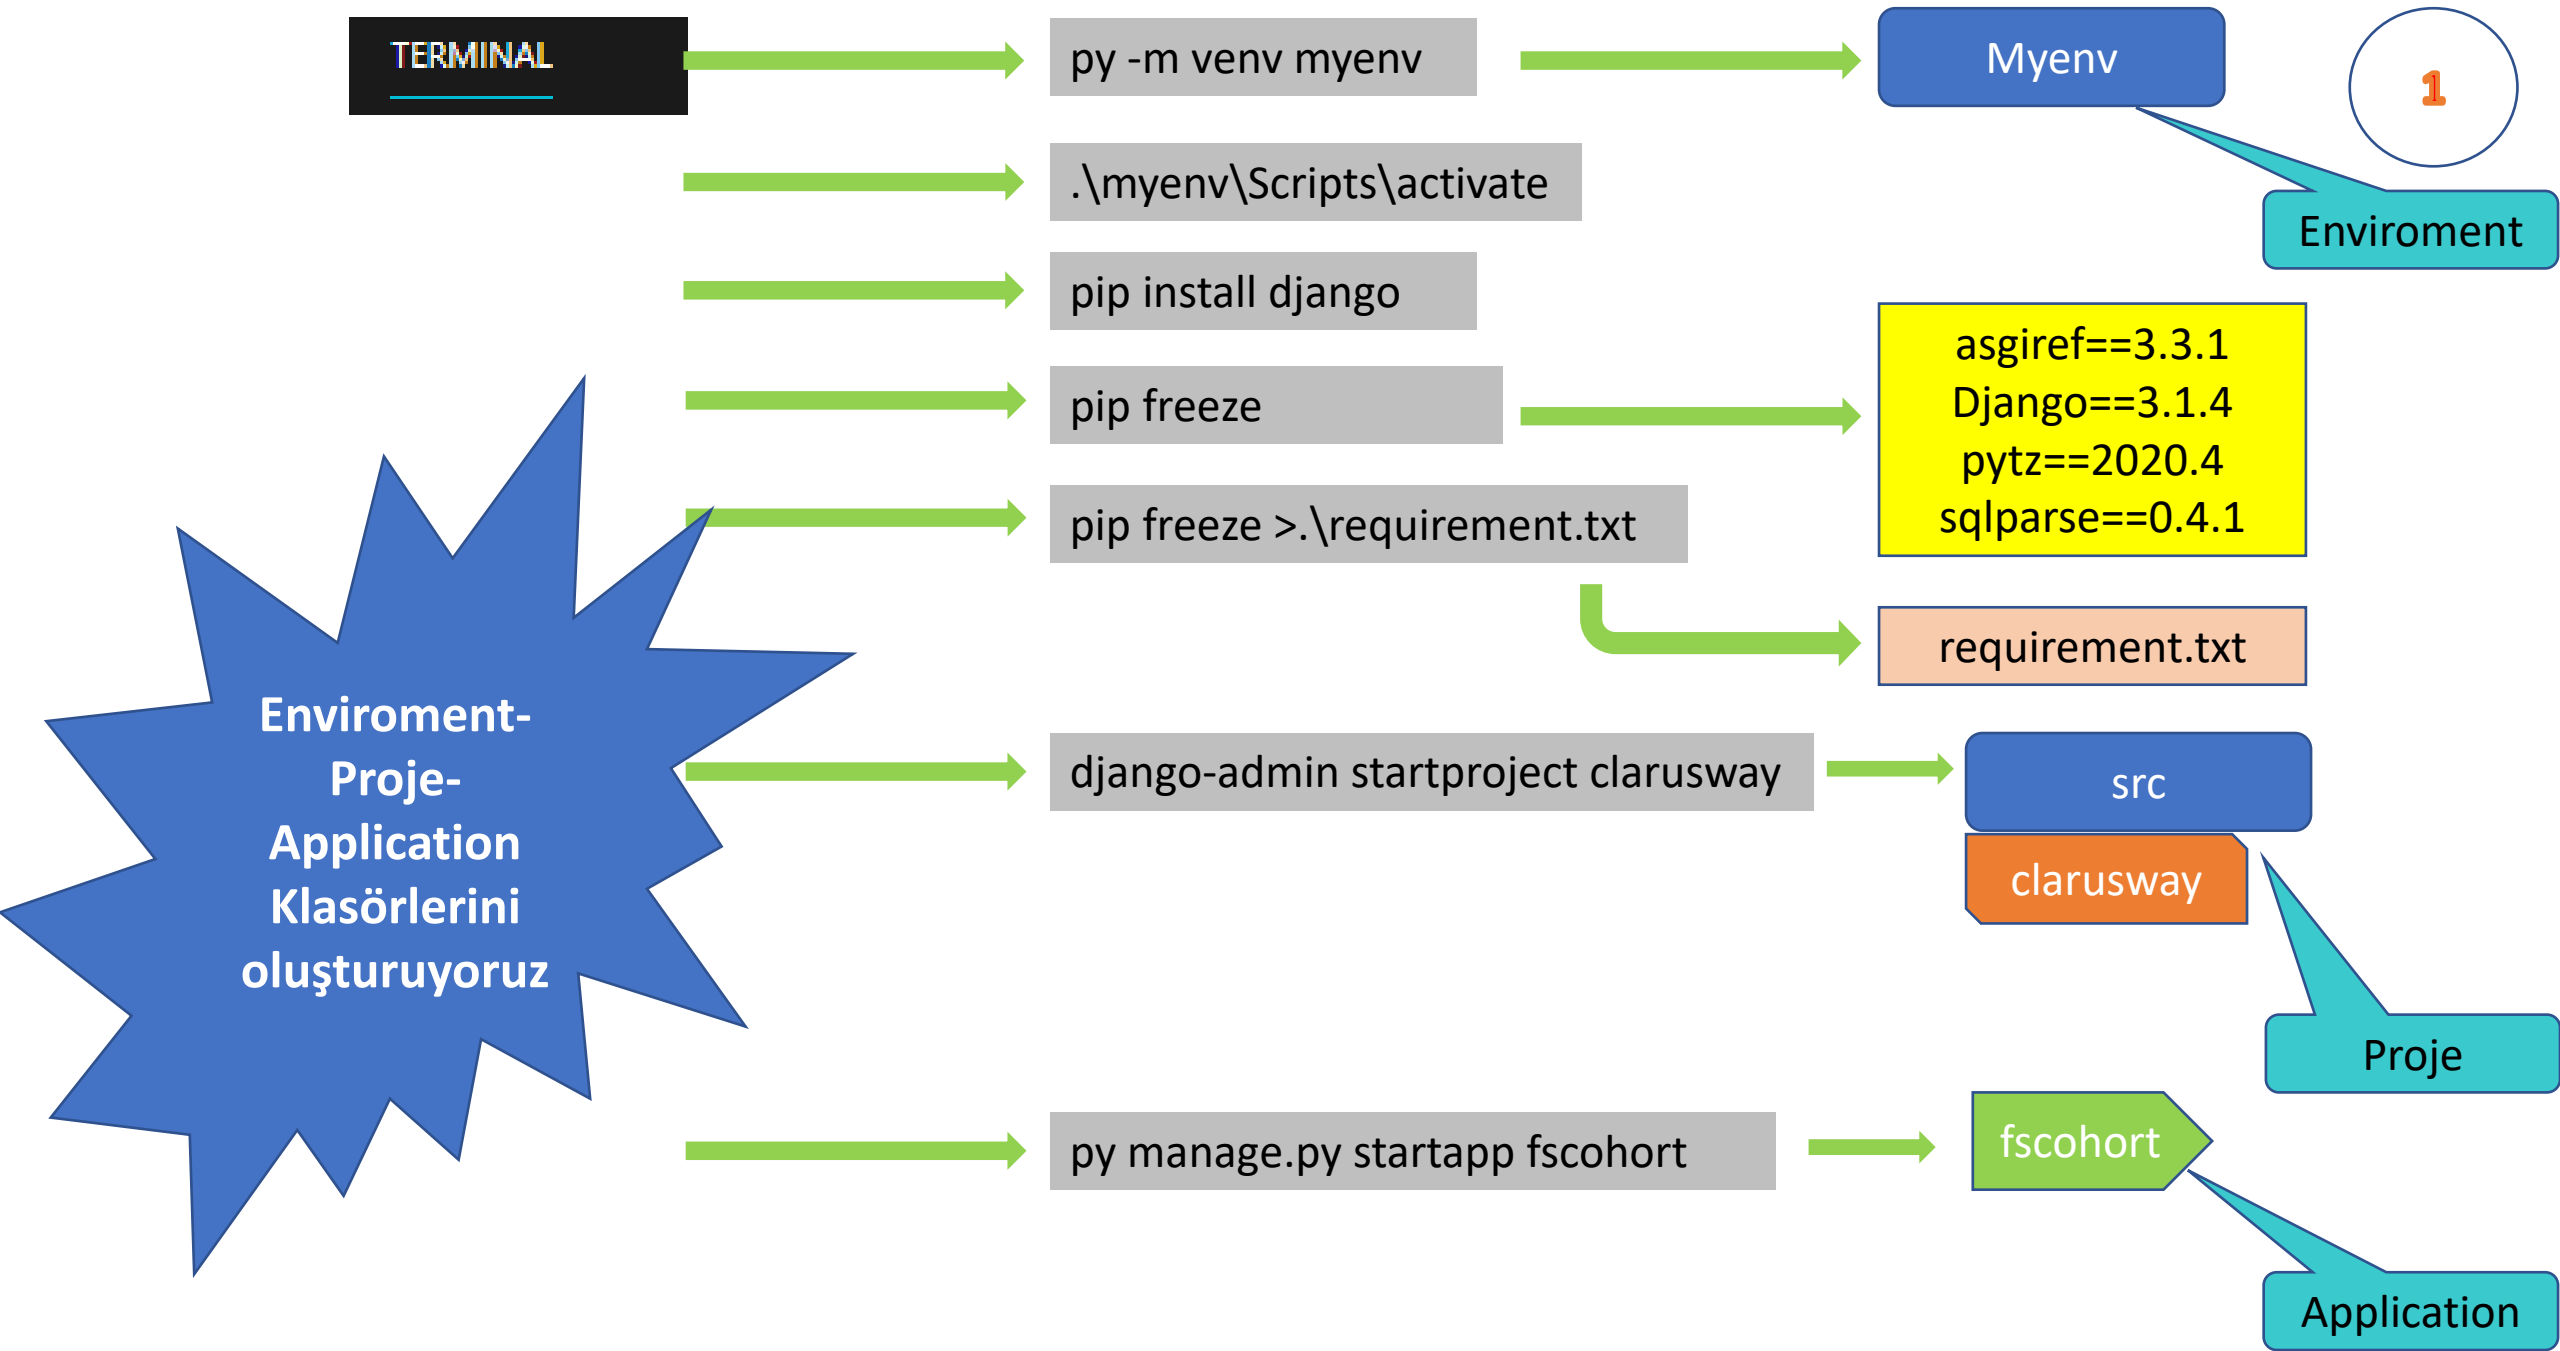 TERMINAL
py -m venv myenv
Myenv
1
.\myenv\Scripts\activate
Enviroment
pip install django
pip freeze
asgiref==3.3.1
Django==3.1.4
pytz==2020.4
sqlparse==0.4.1
pip freeze >.\requirement.txt
requirement.txt
Enviroment-
Proje-
Application
Klasörlerini
oluşturuyoruz
django-admin startproject clarusway
src
clarusway
Proje
py manage.py startapp fscohort
fscohort
Application